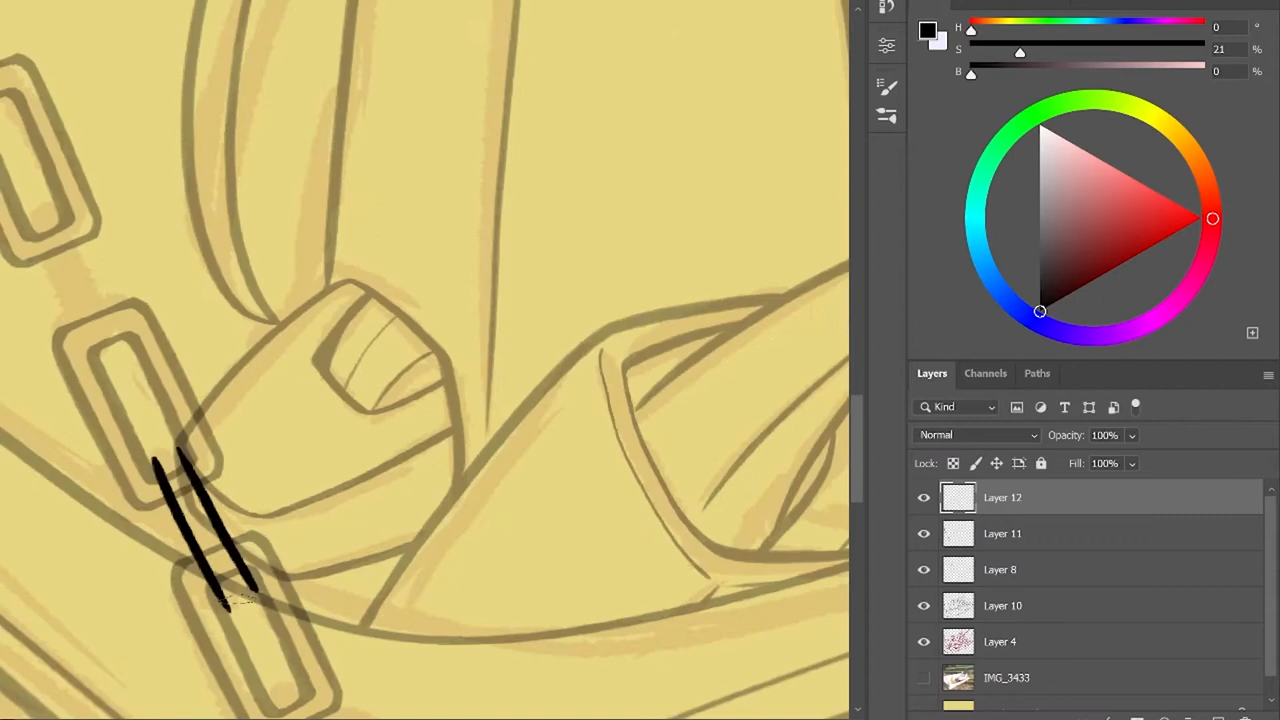 H 0 °
S 21 %
B 0 %
Layers Channels Paths
Kind
Normal Opacity: 100%
Lock: Fill: 100%
Layer 12
Layer 11
Layer 8
Layer 10
Layer 4
IMG_3433